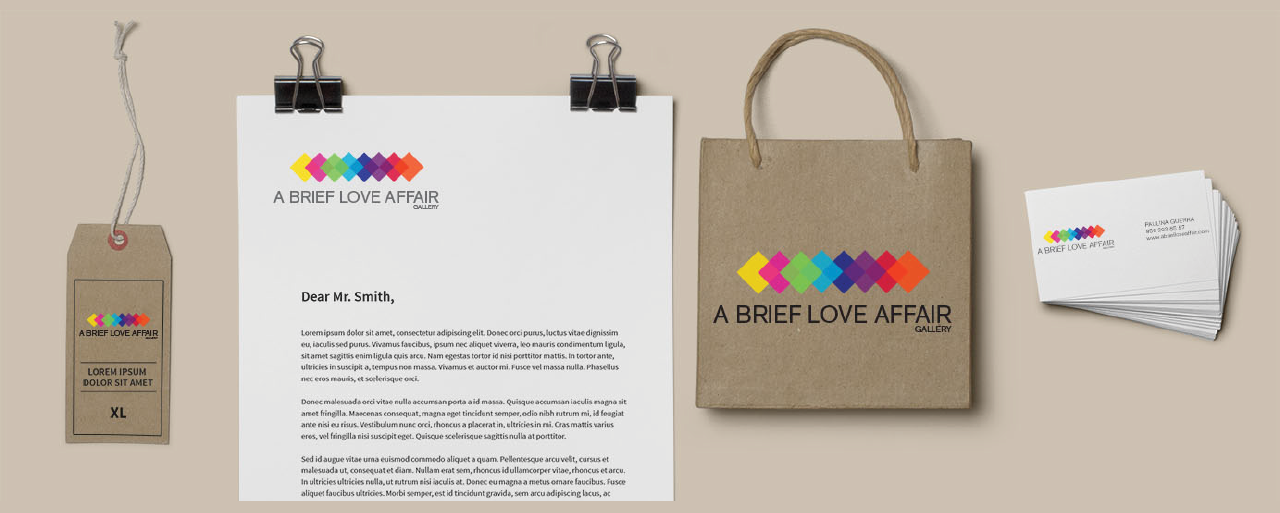 A BRIEF LOVE AFFAIR
GALLERY
LOREM IPSUM
DOLOR SIT AMET
XL
A BRIEF LOVE AFFAIR
GALLERY
Dear Mr. Smith,
Lorem ipsum dolor sit amet, consectetur adipiscing elit. Donec orci purus, luctus vitae dignissim
eu, iaculis sed purus. Vivamus faucibus, ipsum nec aliquet viverra, leo mauris condimentum ligula,
sit amet sagittis enim ligula quis arcu. Nam egestas tortor id nisi porttitor mattis. In tortor ante,
ultricies in suscipit a, tempus non massa. Vivamus et auctor mi. Fusce vel massa nulla. Phasellus
nec eros mauris, et scelerisque orci.
Donec malesuada orci vitae nulla accumsan porta a id massa. Quisque accumsan iaculis magna sit
amet fringilla. Maecenas consequat, magna eget tincidunt semper, odio nibh rutrum mi, id feugiat
ante nisi eu risus. Vestibulum nunc orci, rhoncus a placerat in, ultricies in mi. Cras mattis varius
eros, vel fringilla nisi suscipit eget. Quisque scelerisque sagittis nulla at porttitor.
Sed id augue vitae urna euismod commodo aliquet a quam. Pellentesque arcu velit, cursus et
malesuada ut, consequat et diam. Nullam erat sem, rhoncus id ullamcorper vitae, rhoncus et arcu.
In ultricies ultricies nulla, ut rutrum nisi iaculis at. Donec eu magna a metus ornare faucibus. Fusce
aliquet faucibus ultricies. Morbi semper, est id tincidunt gravida, sem arcu adipiscing lacus, ac
A BRIEF LOVE AFFAIR
GALLERY
A BRIEF LOVE AFFAIR